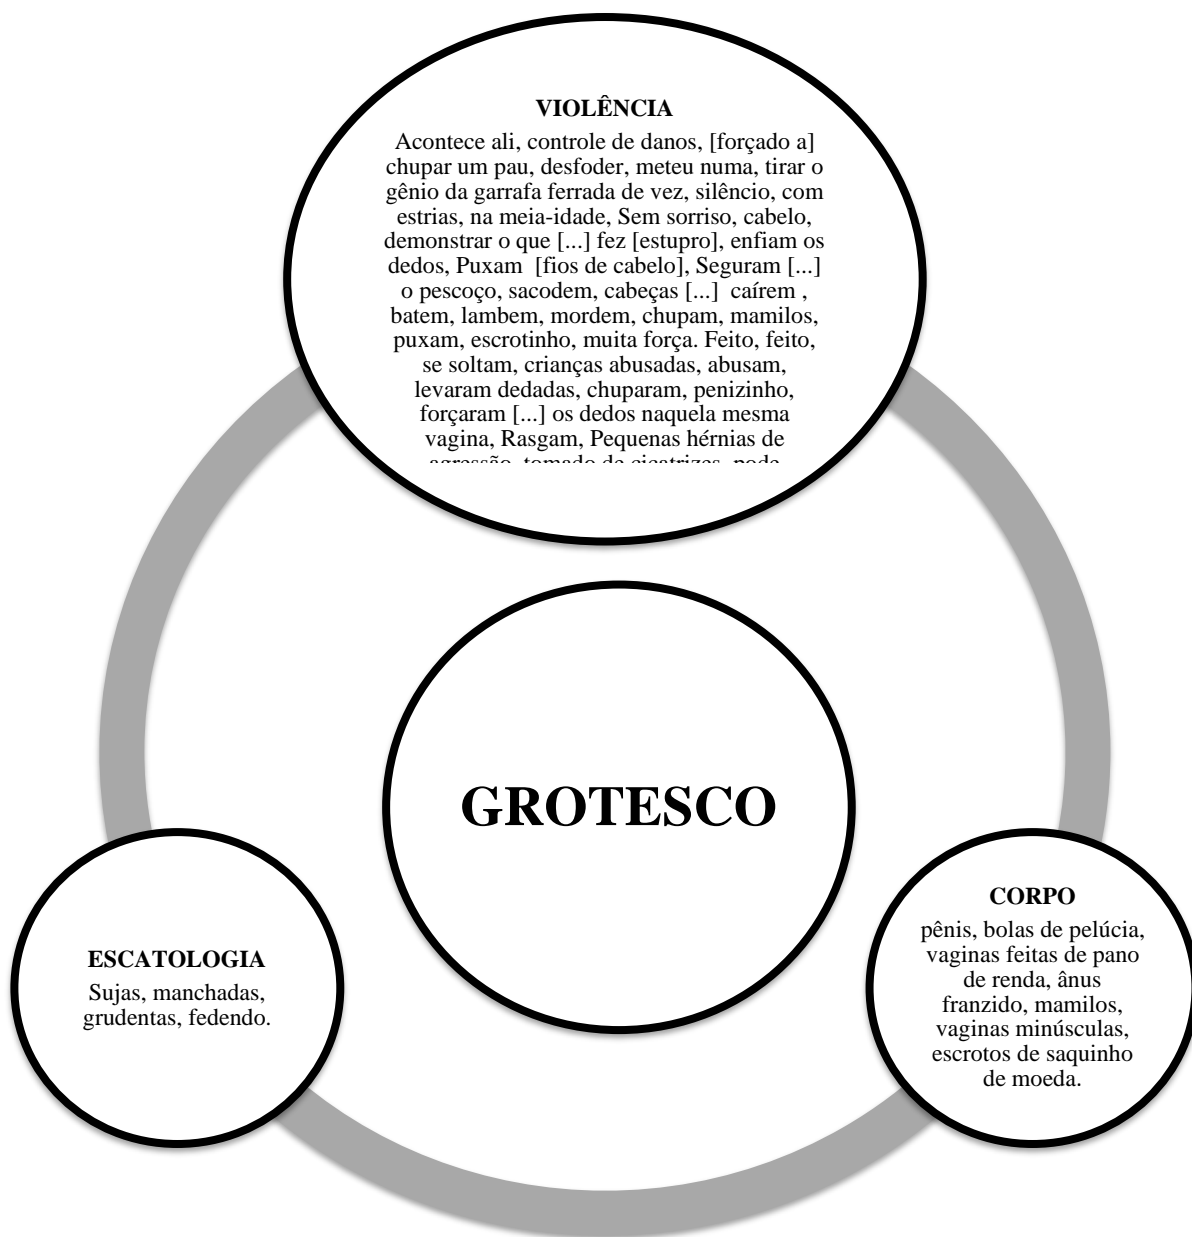 VIOLÊNCIA
Acontece ali, controle de danos, [forçado a]
chupar um pau, desfoder, meteu numa, tirar o
gênio da garrafa ferrada de vez, silêncio, com
estrias, na meia-idade, Sem sorriso, cabelo,
demonstrar o que [...] fez [estupro], enfiam os
dedos, Puxam [fios de cabelo], Seguram [...]
o pescoço, sacodem, cabeças [...] caírem ,
batem, lambem, mordem, chupam, mamilos,
puxam, escrotinho, muita força. Feito, feito,
se soltam, crianças abusadas, abusam,
levaram dedadas, chuparam, penizinho,
forçaram [...] os dedos naquela mesma
vagina, Rasgam, Pequenas hérnias de
agressão, tomado de cicatrizes, pode
GROTESCO
CORPO
pênis, bolas de pelúcia,
vaginas feitas de pano
de renda, ânus
franzido, mamilos,
vaginas minúsculas,
escrotos de saquinho
de moeda.
ESCATOLOGIA
Sujas, manchadas,
grudentas, fedendo.